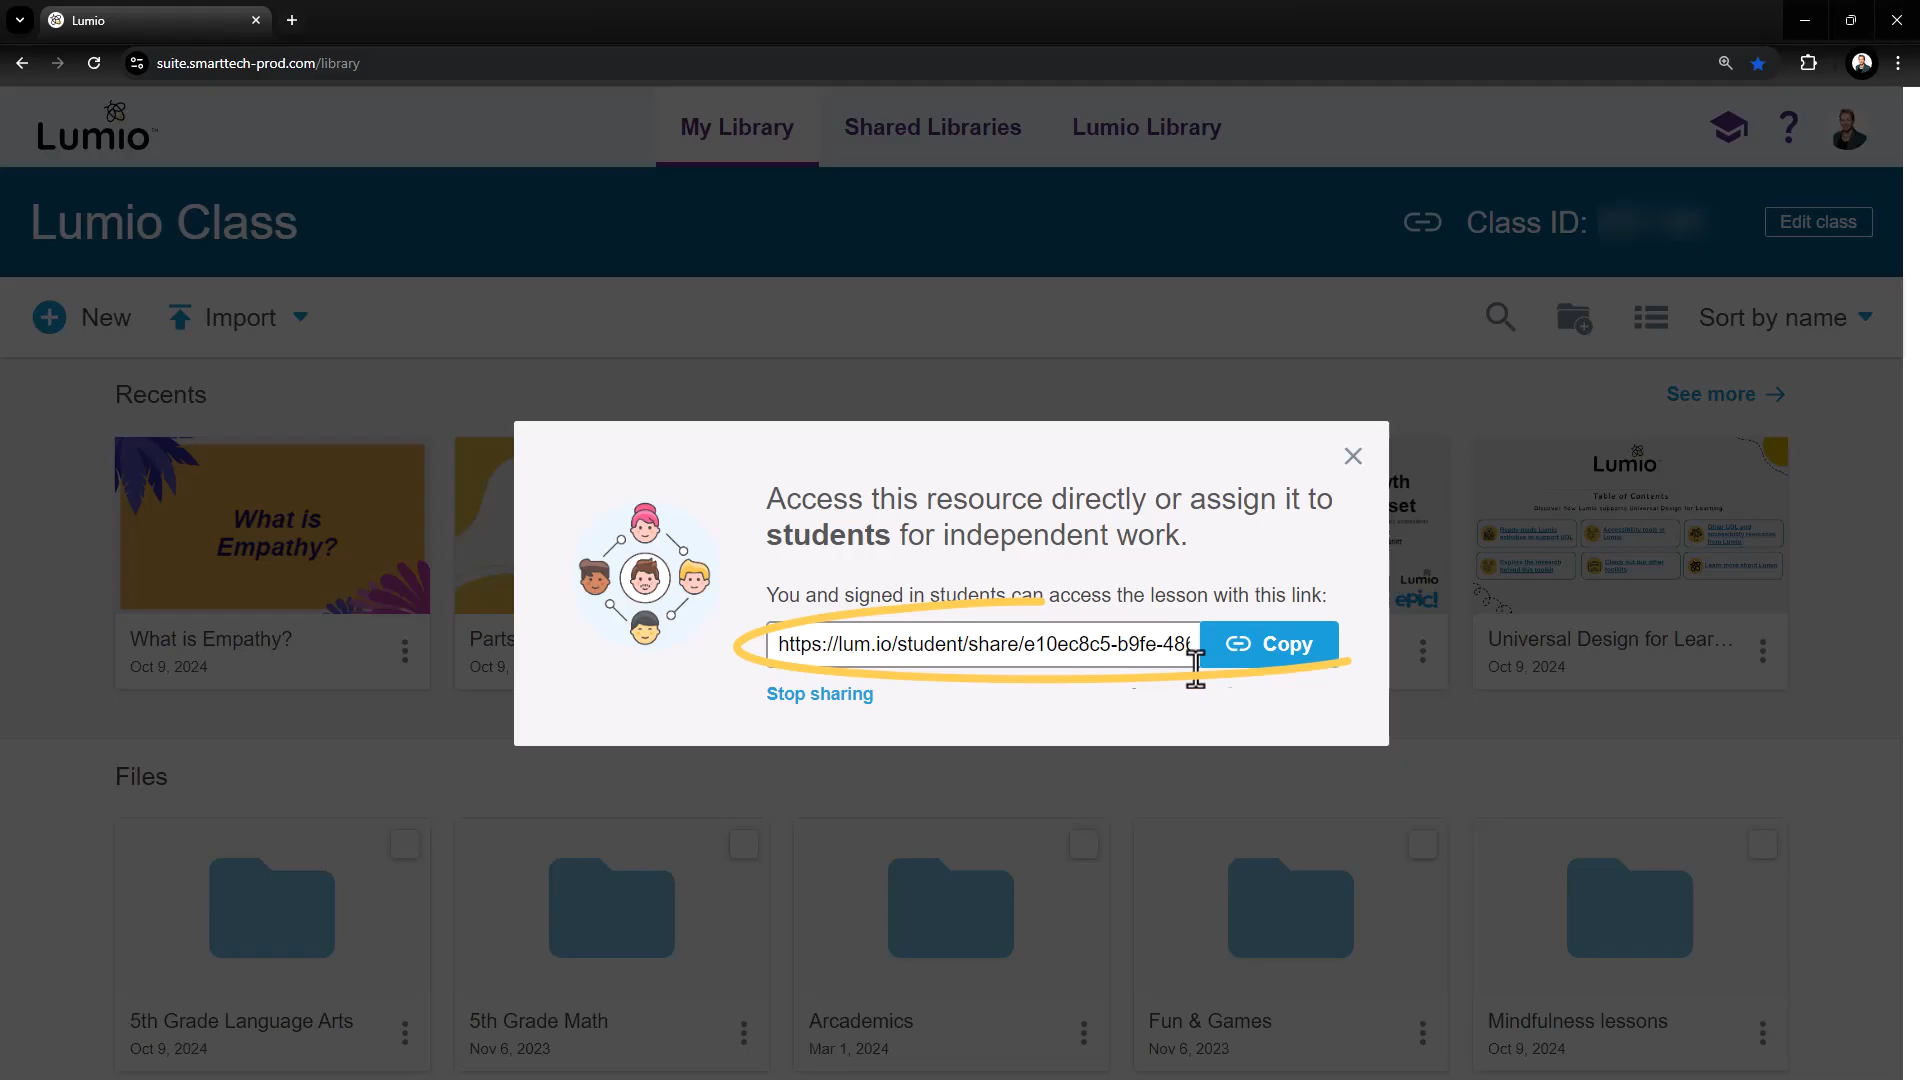 Lumio
suite.smarttech-prod.com/library
Lumio
My Library
Shared Libraries
Lumio Library
?
Lumio Class
Class ID:
Edit class
New
Import
Sort by name
Recents
See more
What is
Empathy?
What is Empathy?
Oct 9, 2024
Parts
Oct 9,
Access this resource directly or assign it to
students for independent work.
You and signed in students can access the lesson with this link:
https://lum.io/student/share/e10ec8c5-b9fe-486
Copy
Stop sharing
Lumio
epic!
Lumio
Table of Contents
Discover how Lumio supports Universal Design for Learning.
Universal Design for Lear...
Oct 9, 2024
Files
5th Grade Language Arts
Oct 9, 2024
5th Grade Math
Nov 6, 2023
Arcademics
Mar 1, 2024
Fun & Games
Nov 6, 2023
Mindfulness lessons
Oct 9, 2024